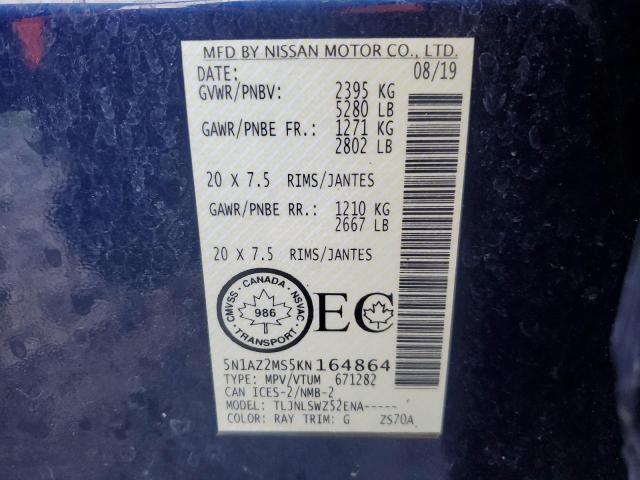 MFD BY NISSAN MOTOR CO., LTD.
DATE: 08/19
GVWR/PNBV: 2395 KG
5280 LB
GAWR/PNBE FR.: 1271 KG
2802 LB
20 X 7.5 RIMS/JANTES
GAWR/PNBE RR.: 1210 KG
2667 LB
20 X 7.5 RIMS/JANTES
CMVSS · CANADA · NSVAC
TRANSPORT
986
EC
5N1AZ2MS5KN164864
TYPE: MPV/VTUM 671282
CAN ICES-2/NMB-2
MODEL: TLJNLSWZ52ENA-----
COLOR: RAY TRIM: G ZS70A